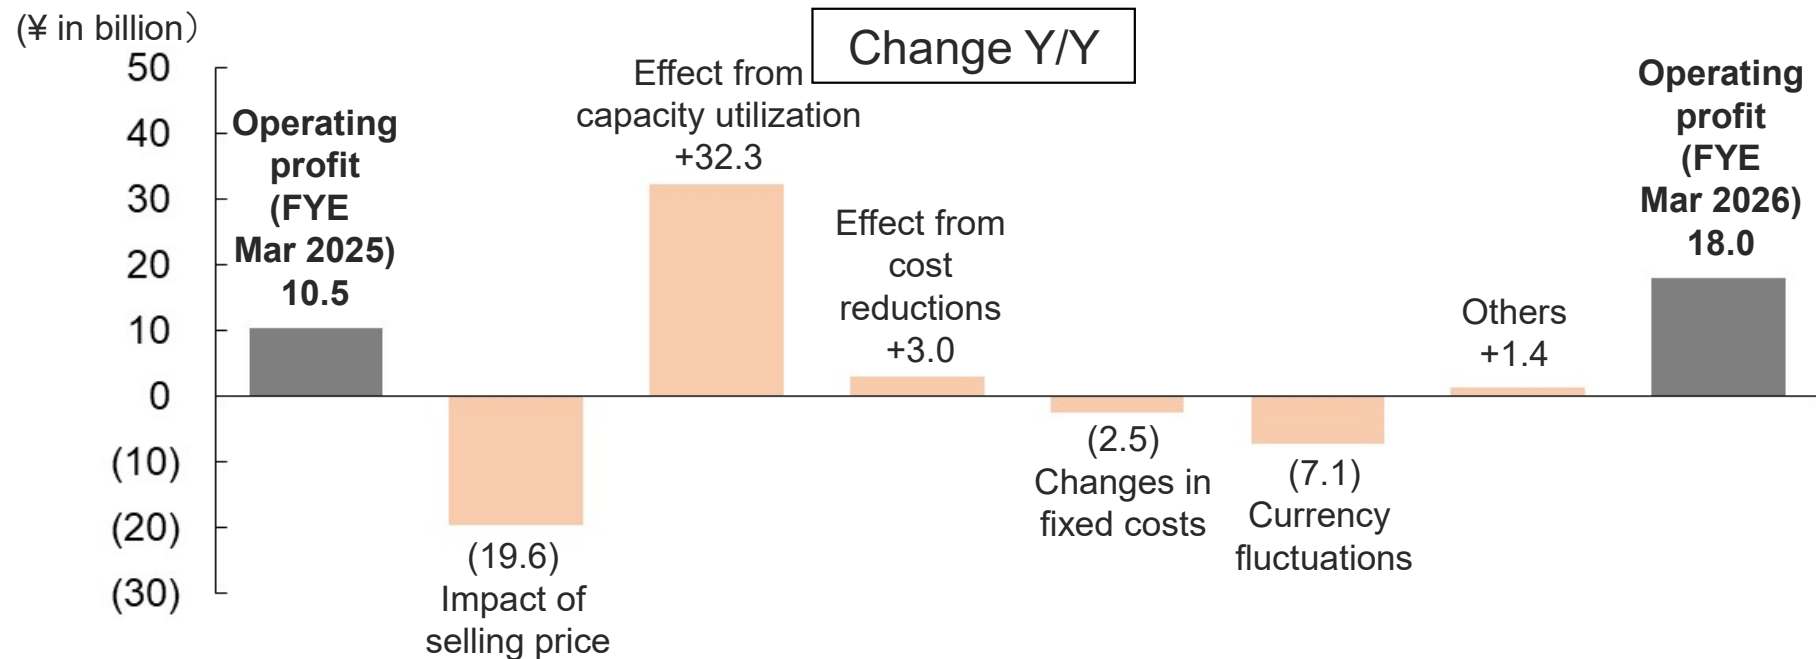 (¥ in billion）
Change Y/Y
50
40
30
20
10
0
(10)
(20)
(30)
Operating
profit
(FYE
Mar 2025)
10.5
(19.6)
Impact of
selling price
Effect from
capacity utilization
+32.3
Effect from
cost
reductions
+3.0
(2.5)
Changes in
fixed costs
(7.1)
Currency
fluctuations
Others
+1.4
Operating
profit
(FYE
Mar 2026)
18.0